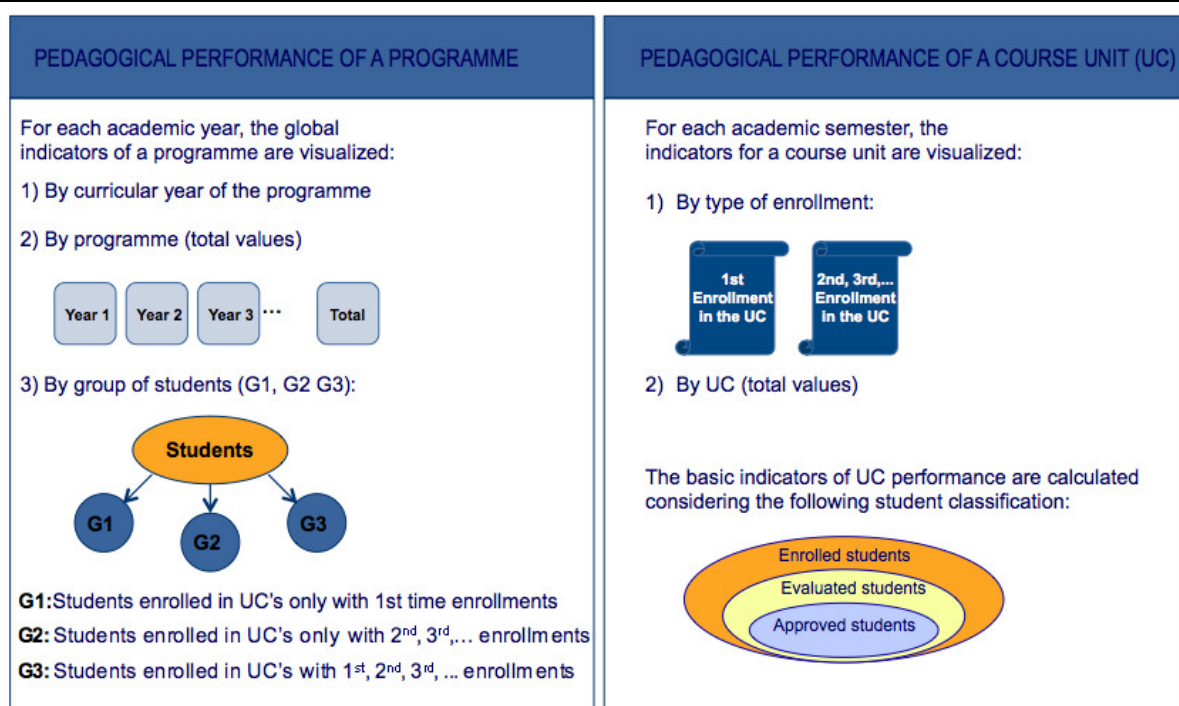 PEDAGOGICAL PERFORMANCE OF A PROGRAMME
For each academic year, the global
indicators of a programme are visualized:
1) By curricular year of the programme
2) By programme (total values)
Year 1 Year 2 Year 3 ... Total
3) By group of students (G1, G2 G3):
Students
G1 G2 G3
G1:Students enrolled in UC's only with 1st time enrollments
G2: Students enrolled in UC's only with 2nd, 3rd,... enrollments
G3: Students enrolled in UC's with 1st, 2nd, 3rd, ... enrollments
PEDAGOGICAL PERFORMANCE OF A COURSE UNIT (UC)
For each academic semester, the
indicators for a course unit are visualized:
1) By type of enrollment:
1st
Enrollment
in the UC
2nd, 3rd,...
Enrollment
in the UC
2) By UC (total values)
The basic indicators of UC performance are calculated
considering the following student classification:
Enrolled students
Evaluated students
Approved students